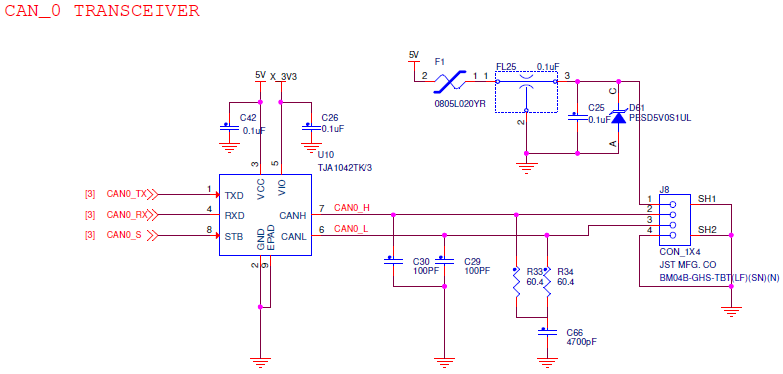 CAN_0 TRANSCEIVER
5V
F1
2
1
0805L020YR
1
FL25
0.1uF
3
2
C25
0.1uF
C
D61
PESD5V0S1UL
A
5V
X_3V3
C42
0.1uF
C26
0.1uF
U10
TJA1042TK/3
3
5
VCC
VIO
[3] CAN0_TX
1
TXD
[3] CAN0_RX
4
RXD
[3] CAN0_S
8
STB
GND
EPAD
2
9
CANH
7
CAN0_H
CANL
6
CAN0_L
C30
100PF
C29
100PF
R33
60.4
R34
60.4
C66
4700pF
J8
1
2
3
4
SH1
SH2
CON_1X4
JST MFG. CO
BM04B-GHS-TBT(LF)(SN)(N)